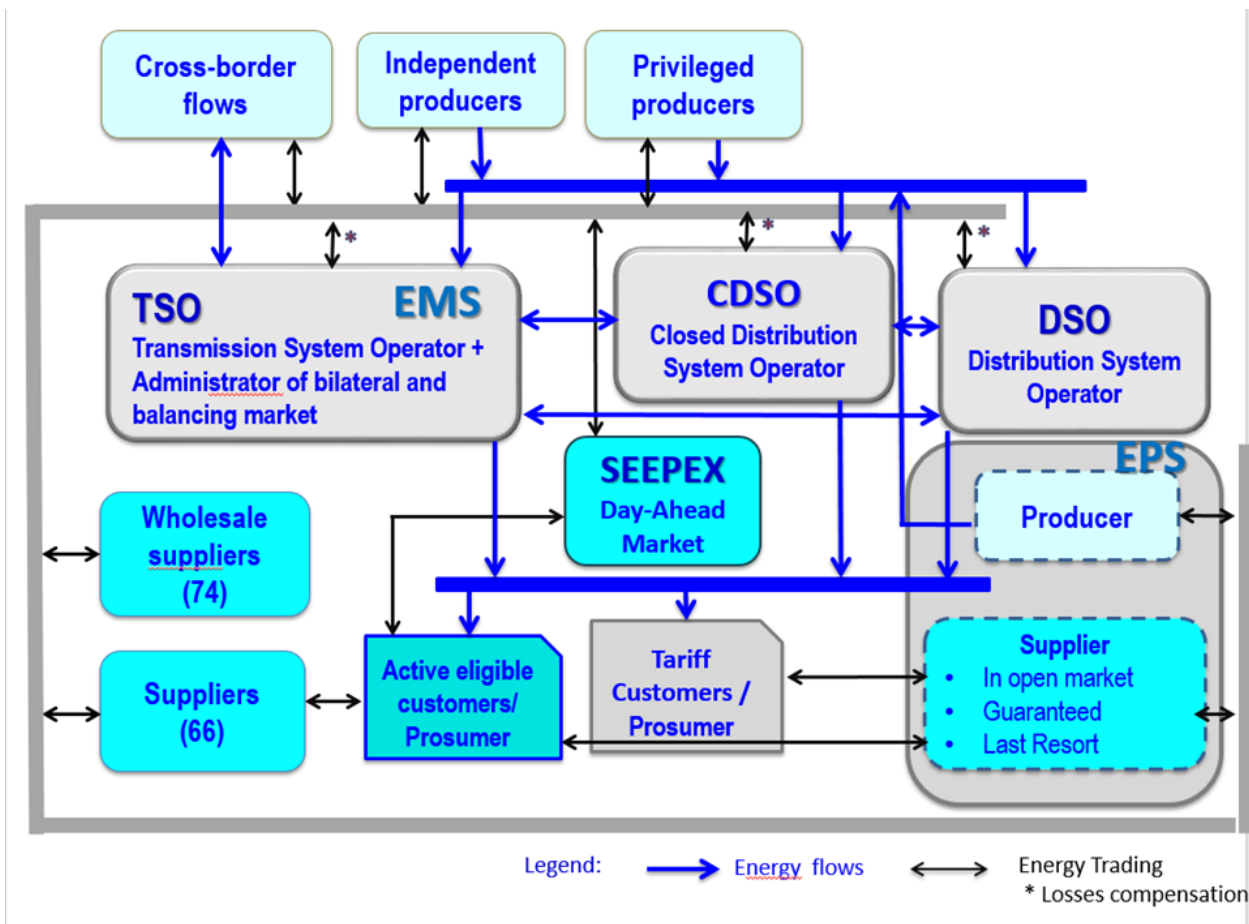 Cross-border
flows
Independent
producers
Privileged
producers
*
*
*
TSO
EMS
Transmission System Operator +
Administrator of bilateral and
balancing market
CDSO
Closed Distribution
System Operator
DSO
Distribution System
Operator
EPS
SEEPEX
Day-Ahead
Market
Producer
Wholesale
suppliers
(74)
Suppliers
(66)
Active eligible
customers/
Prosumer
Tariff
Customers /
Prosumer
Supplier
• In open market
• Guaranteed
• Last Resort
Legend:
Energy flows
Energy Trading
* Losses compensation